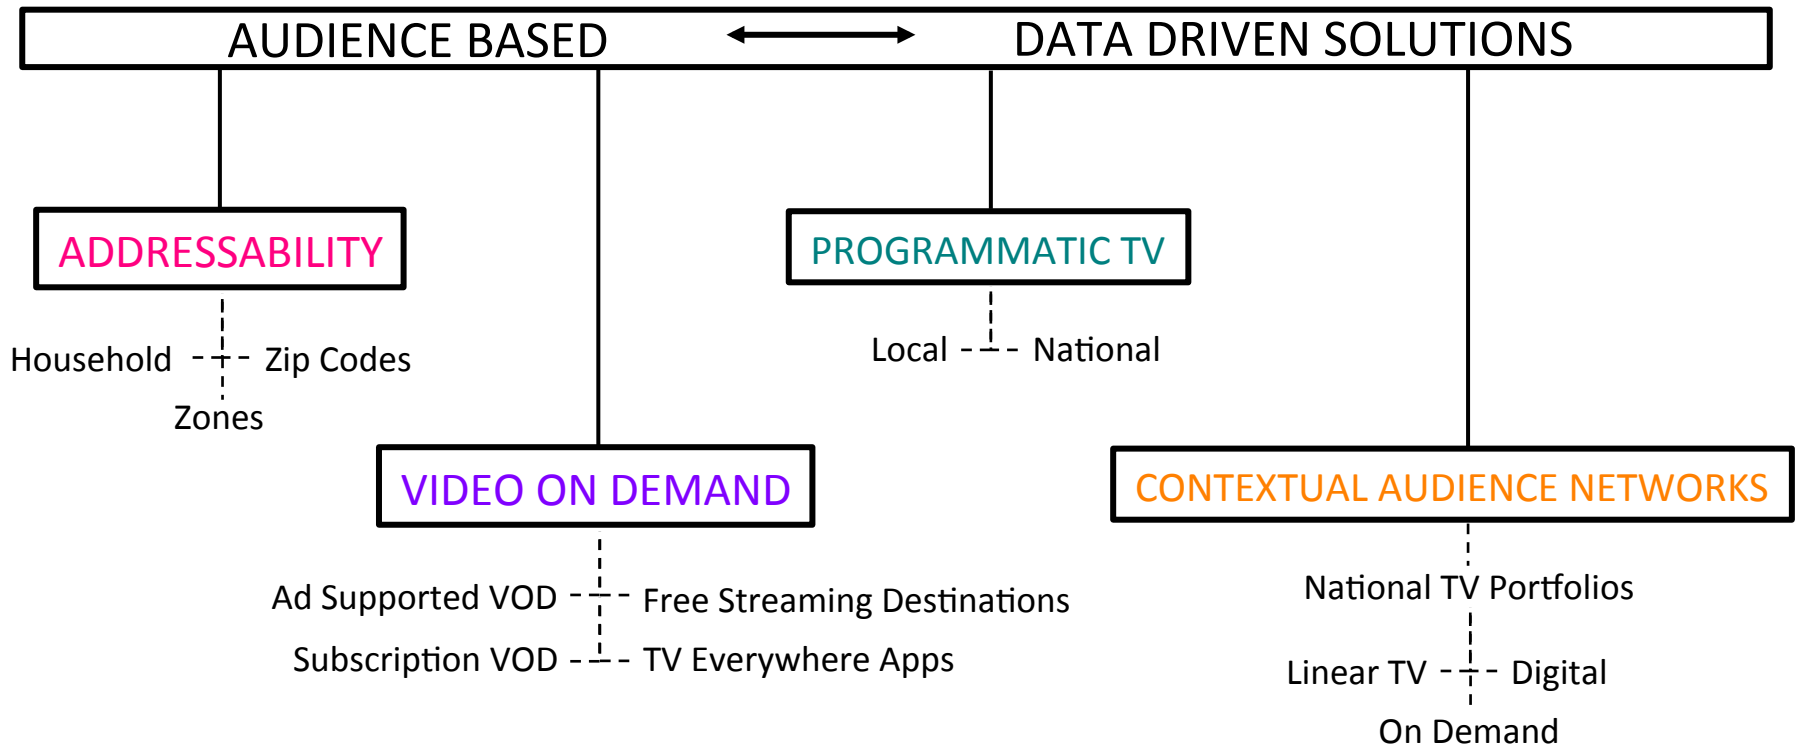 AUDIENCE BASED DATA DRIVEN SOLUTIONS
ADDRESSABILITY
Household Zip Codes
Zones
VIDEO ON DEMAND
Ad Supported VOD Free Streaming Destinations
Subscription VOD TV Everywhere Apps
PROGRAMMATIC TV
Local National
CONTEXTUAL AUDIENCE NETWORKS
National TV Portfolios
Linear TV Digital
On Demand